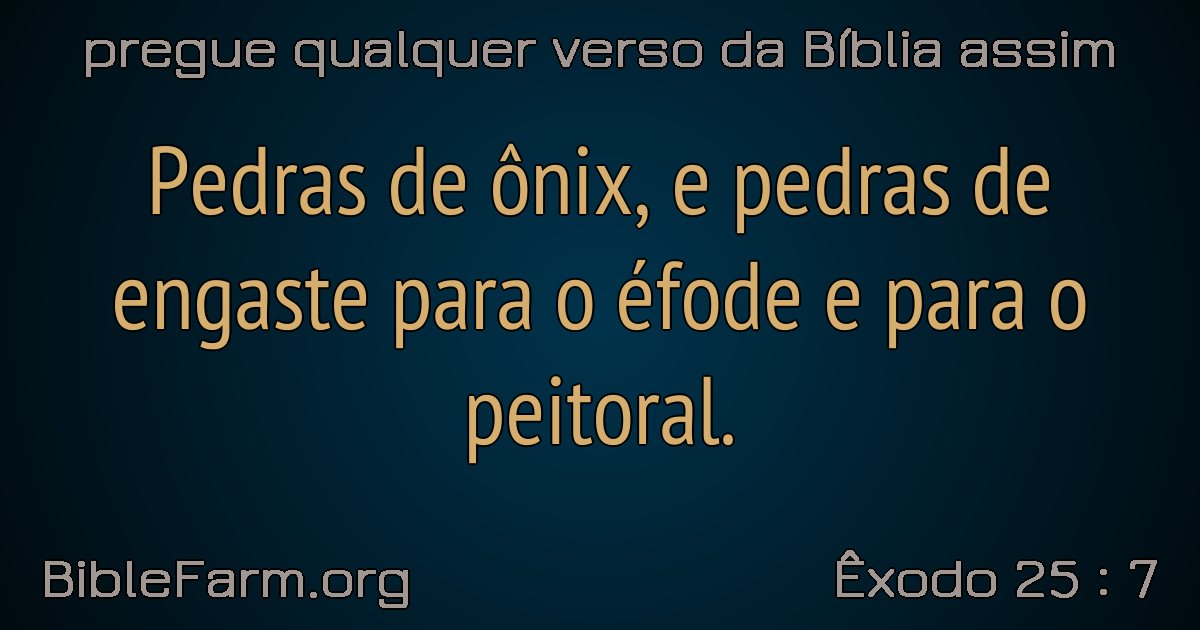 pregue qualquer verso da Bíblia assim
Pedras de ônix, e pedras de
engaste para o éfode e para o
peitoral.
BibleFarm.org
Êxodo 25 : 7